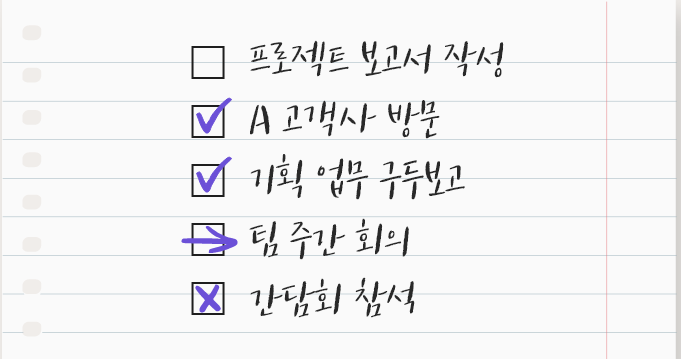 프로젝트 보고서 작성
A 고객사 방문
기획 업무 구두보고
팀 주간 회의
간담회 참석